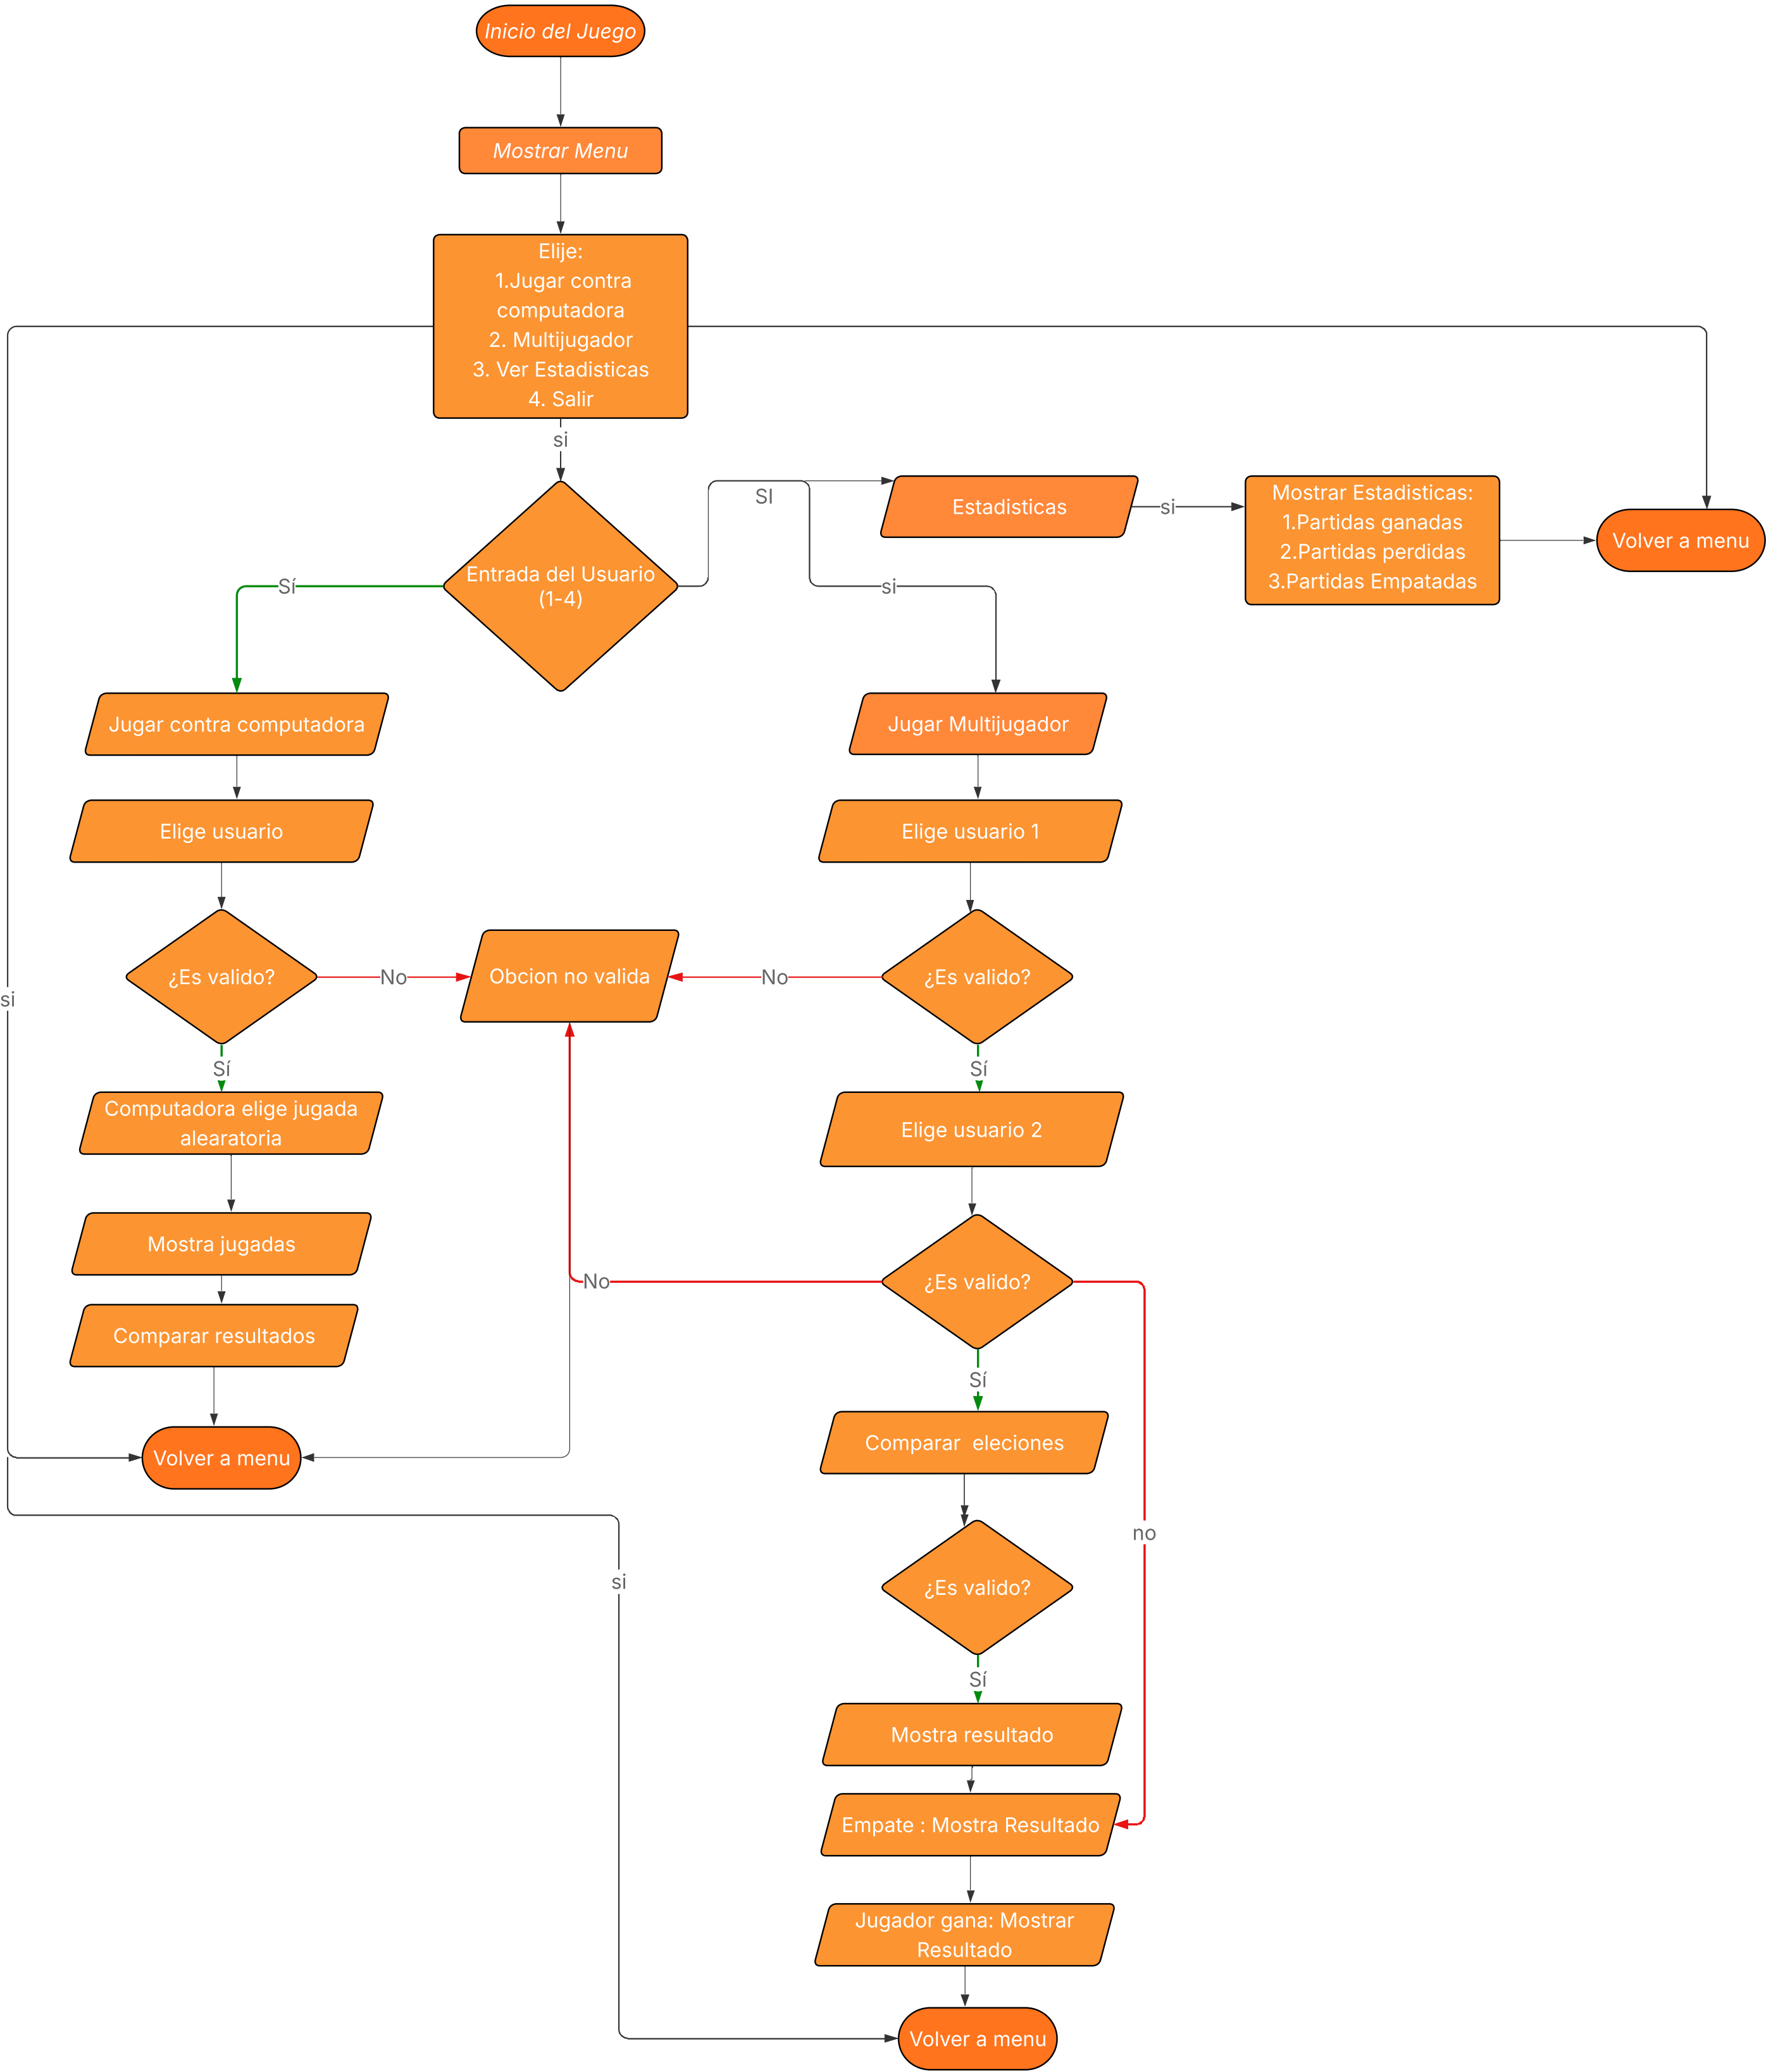 Inicio del Juego
Mostrar Menu
Elije:
1.Jugar contra
computadora
2. Multijugador
3. Ver Estadisticas
4. Salir
si
SI
Estadisticas
si
Mostrar Estadisticas:
1.Partidas ganadas
2.Partidas perdidas
3.Partidas Empatadas
Volver a menu
Entrada del Usuario
(1-4)
Sí
si
Jugar contra computadora
Jugar Multijugador
Elige usuario
Elige usuario 1
¿Es valido?
No
Obcion no valida
No
¿Es valido?
si
Sí
Sí
Computadora elige jugada
alearatoria
Elige usuario 2
Mostra jugadas
No
¿Es valido?
Comparar resultados
Sí
Volver a menu
Comparar  eleciones
no
si
¿Es valido?
Sí
Mostra resultado
Empate : Mostra Resultado
Jugador gana: Mostrar
Resultado
Volver a menu